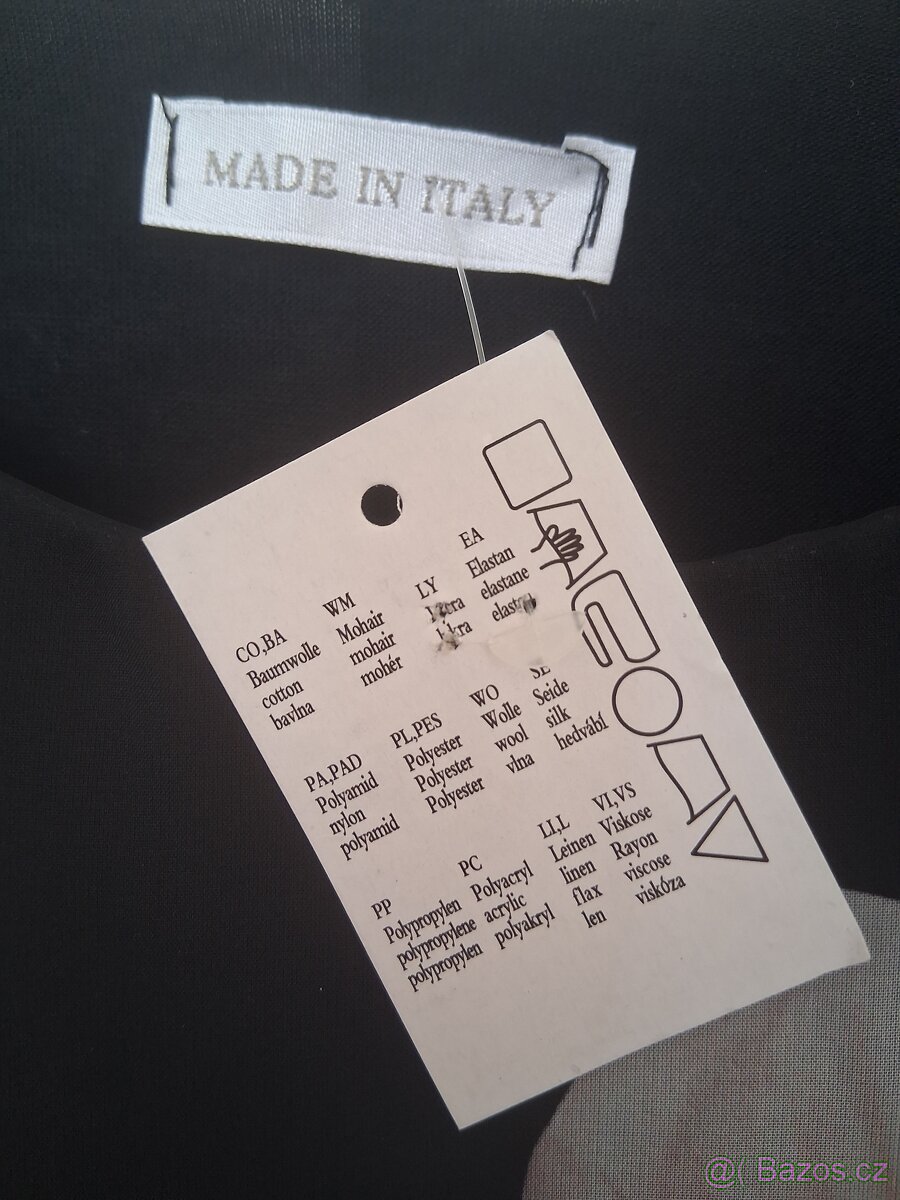 MADE IN ITALY
EA
Elastan
elastane
LY
WM
Mohair
mohair
mohér
CO,BA
Baumwolle
cotton
bavlna
SE
Seide
silk
hedvábí
WO
Wolle
wool
vlna
PL,PES
Polyester
Polyester
Polyester
PA,PAD
Polyamid
nylon
polyamid
VI,VS
Viskose
Rayon
viscose
viskóza
LI,L
Leinen
linen
flax
len
PC
Polyacryl
acrylic
polyakryl
PP
Polypropylen
polypropylene
polypropylen
@( Bazos.cz